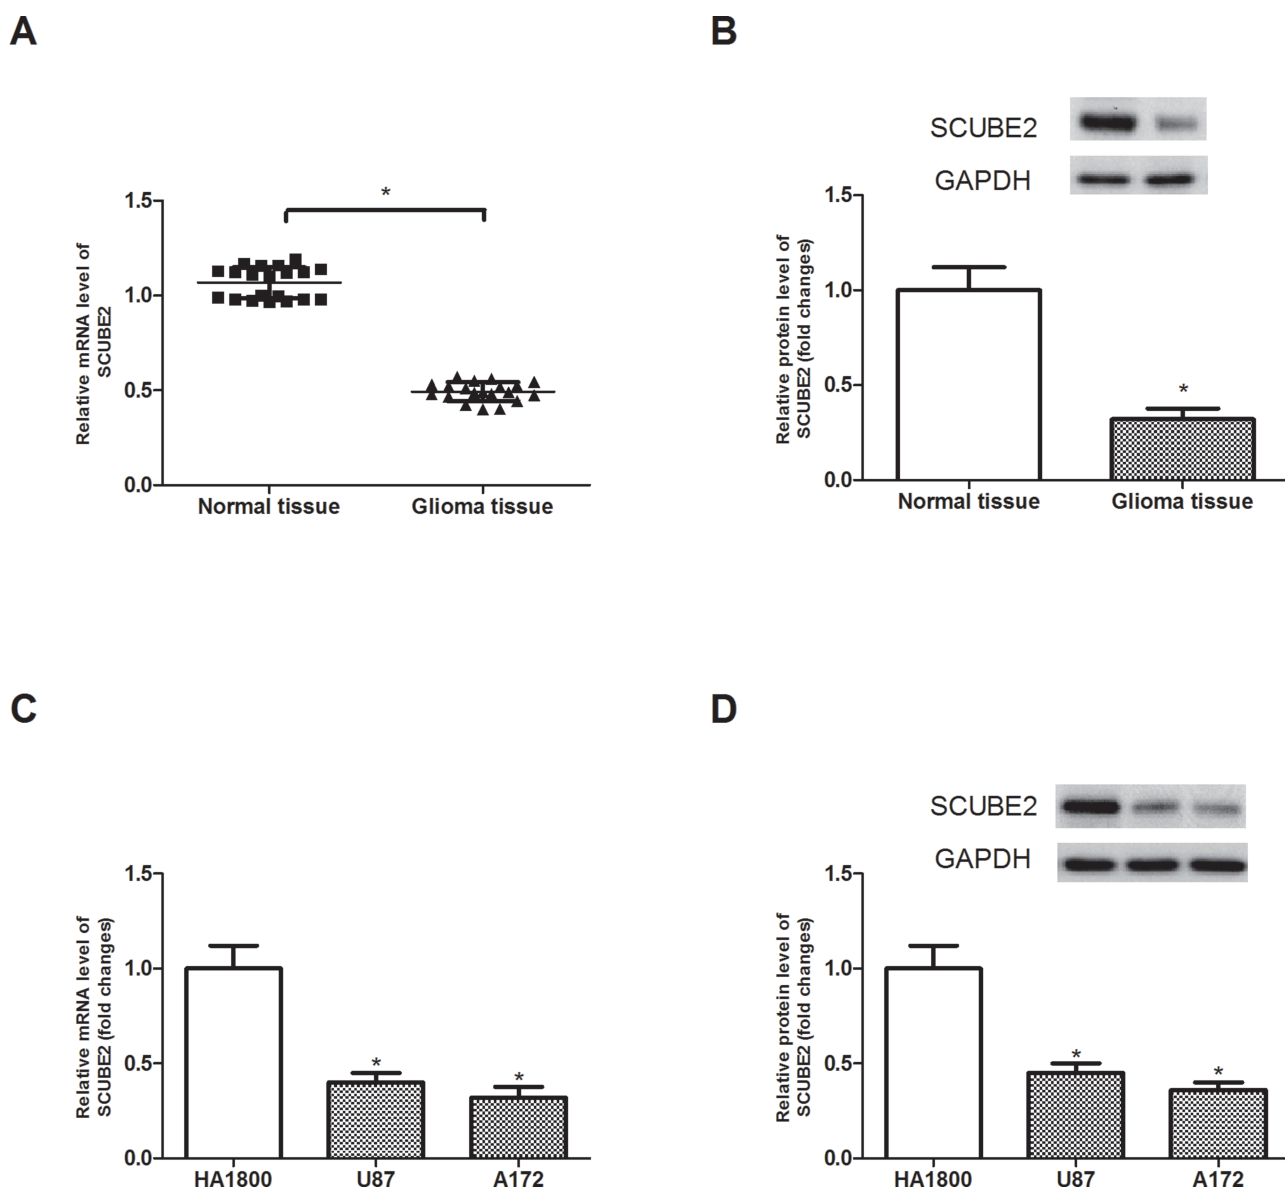 A
Relative mRNA level of
SCUBE2
1.5
1.0
0.5
0.0
*
Normal tissue
Glioma tissue
B
SCUBE2
GAPDH
Relative protein level of
SCUBE2 (fold changes)
1.5
1.0
0.5
0.0
*
Normal tissue
Glioma tissue
C
Relative mRNA level of
SCUBE2 (fold changes)
1.5
1.0
0.5
0.0
*
*
HA1800
U87
A172
D
SCUBE2
GAPDH
Relative protein level of
SCUBE2 (fold changes)
1.5
1.0
0.5
0.0
*
*
HA1800
U87
A172